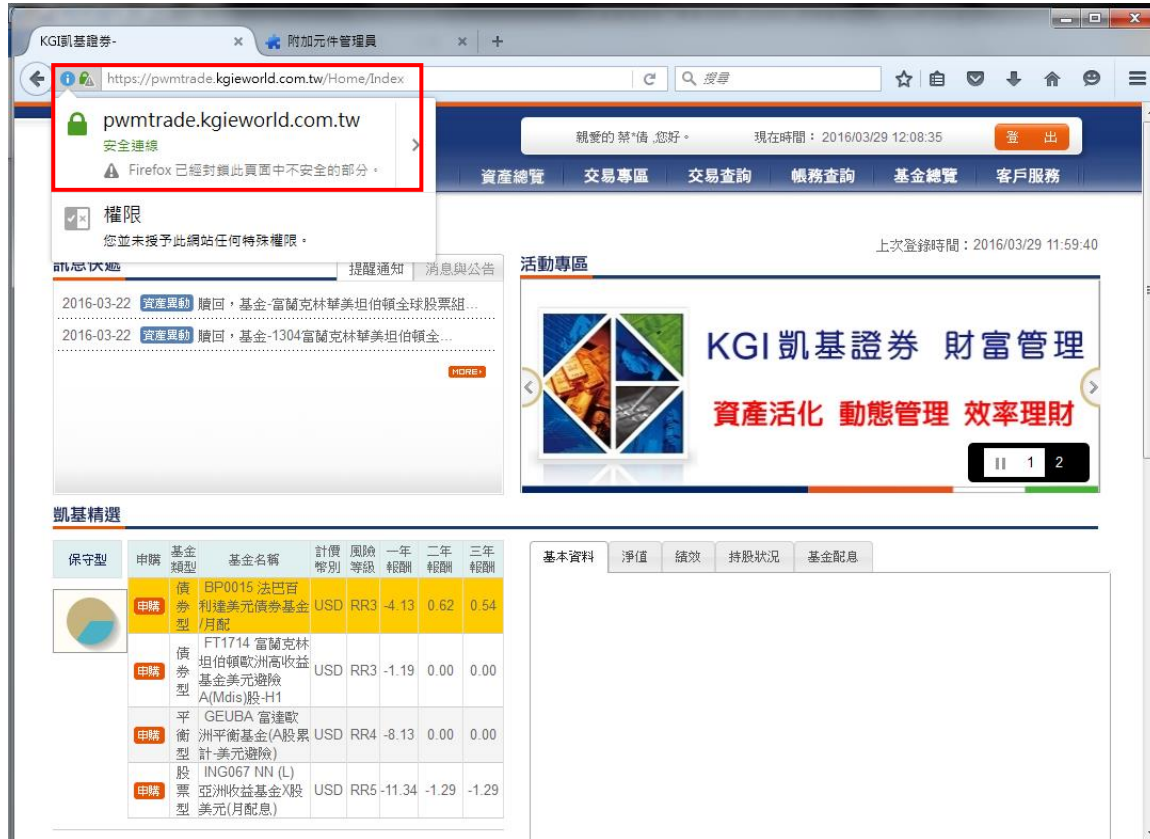 KGI凱基證券-
附加元件管理員
https://pwmtrade.kgieworld.com.tw/Home/Index
搜尋
pwmtrade.kgieworld.com.tw
安全連線
Firefox 已經封鎖此頁面中不安全的部分。
權限
您並未授予此網站任何特殊權限。
親愛的 蔡*倩 ,您好。 現在時間: 2016/03/29 12:08:35 登 出
資產總覽 交易專區 交易查詢 帳務查詢 基金總覽 客戶服務
上次登錄時間:2016/03/29 11:59:40
訊息快遞 提醒通知 消息與公告
2016-03-22 資產異動 贖回,基金-富蘭克林華美坦伯頓全球股票組...
2016-03-22 資產異動 贖回,基金-1304富蘭克林華美坦伯頓全...
MORE
活動專區
KGI 凱基證券 財富管理
資產活化 動態管理 效率理財
1 2
凱基精選
保守型
申購 基金類型 基金名稱 計價幣別 風險等級 一年報酬 二年報酬 三年報酬
申購 債券型 BP0015 法巴百利達美元債券基金/月配 USD RR3 -4.13 0.62 0.54
申購 債券型 FT1714 富蘭克林坦伯頓歐洲高收益基金美元避險A(Mdis)股-H1 USD RR3 -1.19 0.00 0.00
申購 平衡型 GEUBA 富達歐洲平衡基金(A股累計-美元避險) USD RR4 -8.13 0.00 0.00
申購 股票型 ING067 NN (L) 亞洲收益基金X股美元(月配息) USD RR5 -11.34 -1.29 -1.29
基本資料 淨值 績效 持股狀況 基金配息